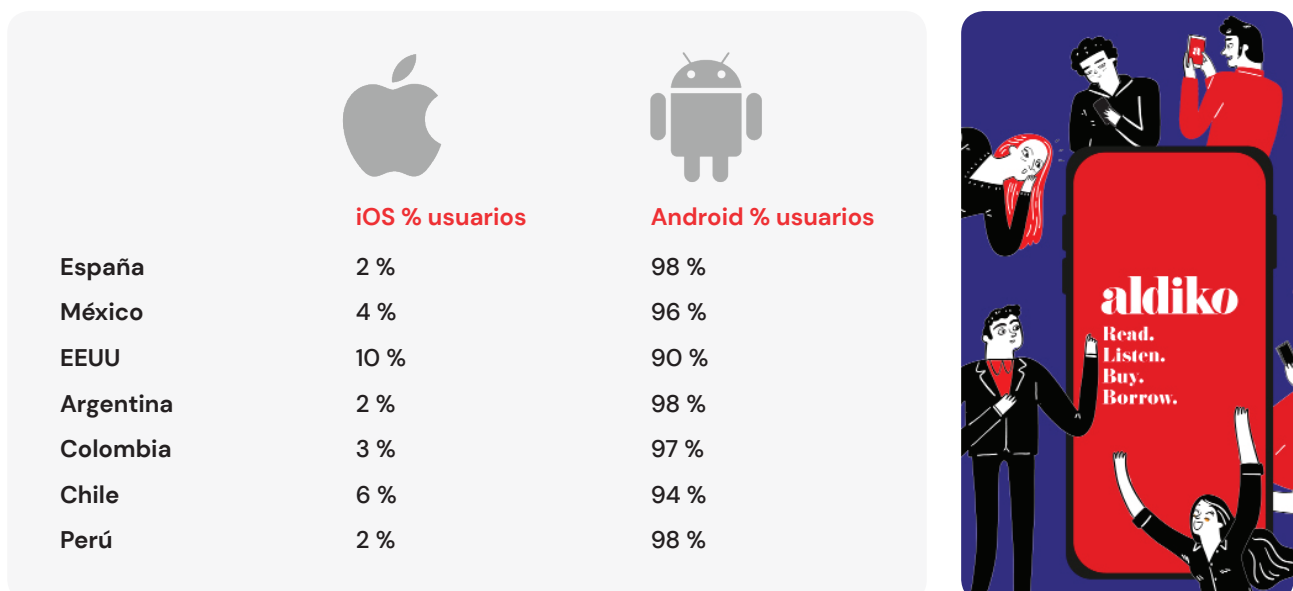 iOS % usuarios Android % usuarios
España 2 % 98 %
México 4 % 96 %
EEUU 10 % 90 %
Argentina 2 % 98 %
Colombia 3 % 97 %
Chile 6 % 94 %
Perú 2 % 98 %
a
aldiko
Read.
Listen.
Buy.
Borrow.